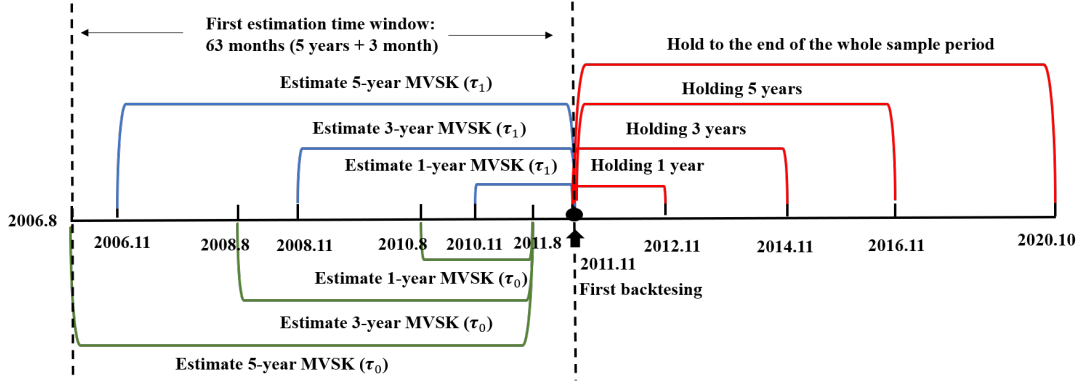 First estimation time window:
63 months (5 years + 3 month)
Hold to the end of the whole sample period
Estimate 5-year MVSK (τ₁)
Holding 5 years
Estimate 3-year MVSK (τ₁)
Holding 3 years
Estimate 1-year MVSK (τ₁)
Holding 1 year
2006.8
2006.11
2008.8
2008.11
2010.8
2010.11
2011.8
2012.11
2014.11
2016.11
2020.10
2011.11
Estimate 1-year MVSK (τ₀)
First backtesing
Estimate 3-year MVSK (τ₀)
Estimate 5-year MVSK (τ₀)